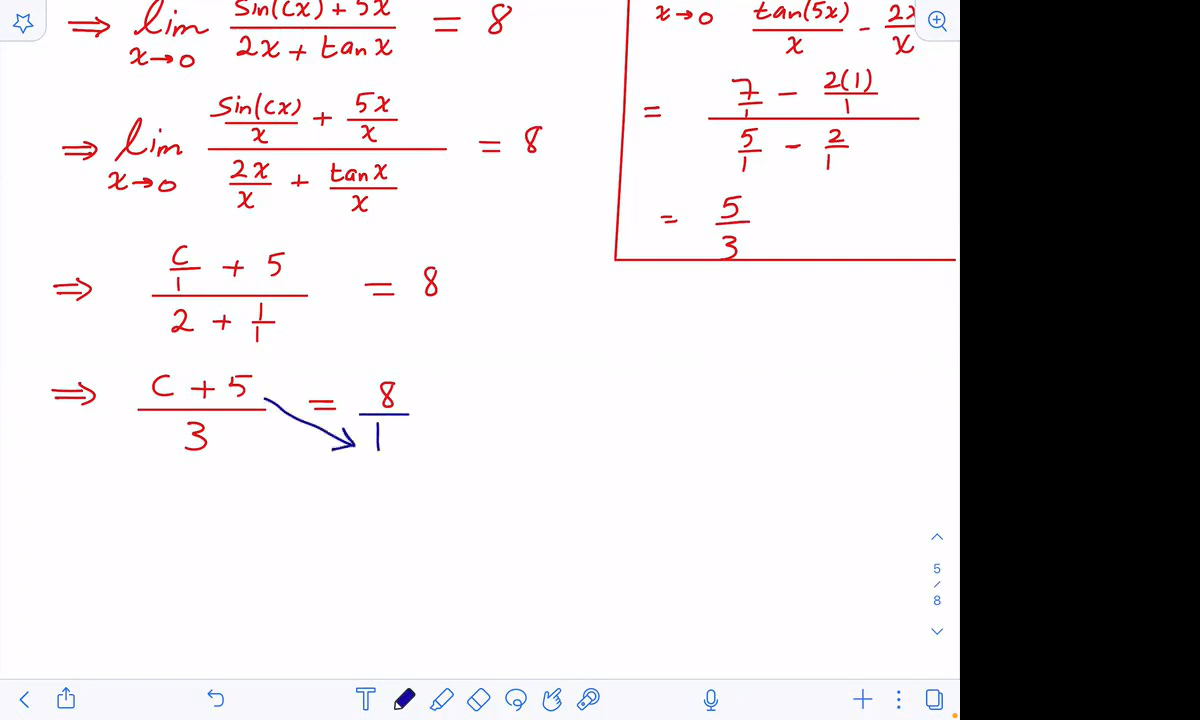 ⇒ lim x→0 (sin(cx) + 5x)/(2x + tan x) = 8
⇒ lim x→0 (sin(cx)/x + 5x/x)/(2x/x + tan x/x) = 8
⇒ (c/1 + 5)/(2 + 1/1) = 8
⇒ (c + 5)/3 = 8/1
x→0 tan(5x)/x - 2x/x
= (7/1 - 2(1)/1)/(5/1 - 2/1)
= 5/3
5
/
8
T